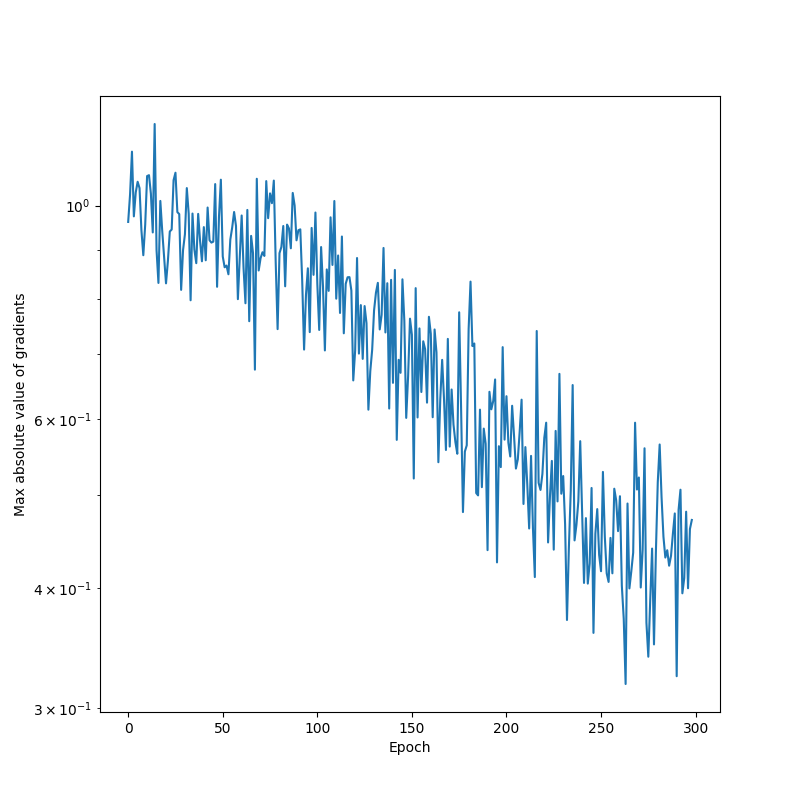 Max absolute value of gradients
10⁰
6 × 10⁻¹
4 × 10⁻¹
3 × 10⁻¹
0 50 100 150 200 250 300
Epoch